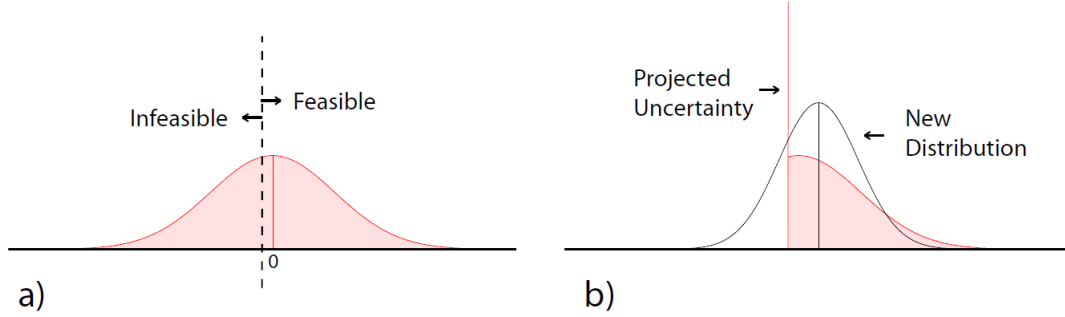 Infeasible
Feasible
0
a)
Projected
Uncertainty
New
Distribution
b)